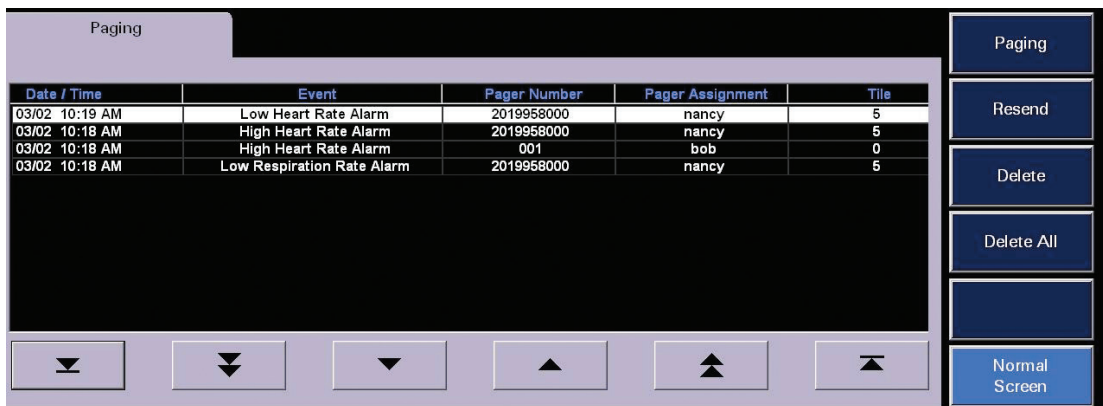 Paging
Date / Time Event Pager Number Pager Assignment Tile
03/02 10:19 AM Low Heart Rate Alarm 2019958000 nancy 5
03/02 10:18 AM High Heart Rate Alarm 2019958000 nancy 5
03/02 10:18 AM High Heart Rate Alarm 001 bob 0
03/02 10:18 AM Low Respiration Rate Alarm 2019958000 nancy 5
Paging
Resend
Delete
Delete All
Normal
Screen